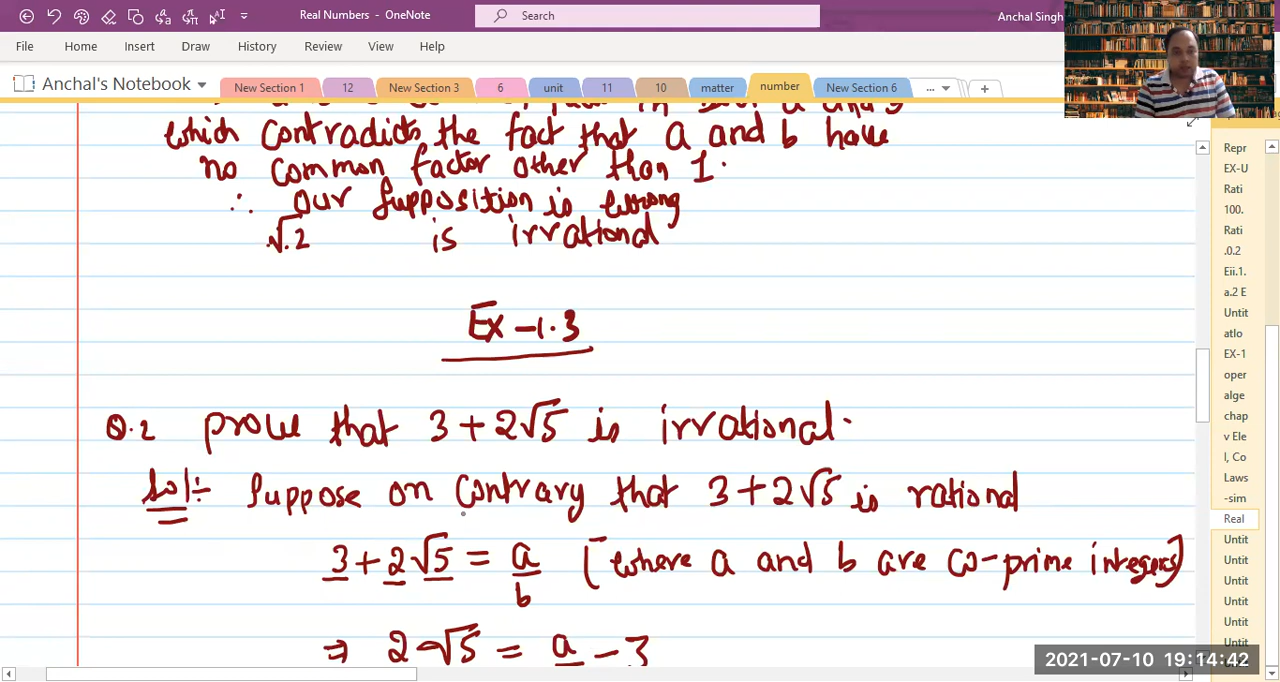 Real Numbers - OneNote
Search
Anchal Singh
File Home Insert Draw History Review View Help
Anchal's Notebook New Section 1 12 New Section 3 6 unit 11 10 matter number New Section 6 ... +
which contradicts the fact that a and b have
no common factor other than 1.
∴ our supposition is wrong
√2 is irrational
Ex-1.3
Q.2 prove that 3+2√5 is irrational.
Sol:- Suppose on contrary that 3+2√5 is rational
3+2√5 = a/b [where a and b are co-prime integers]
⇒ 2√5 = a/ - 3
Repr
EX-U
Rati
100.
Rati
.0.2
Eii.1.
a.2 E
Untit
atlo
EX-1
oper
alge
chap
v Ele
I, Co
Laws
-sim
Real
Untit
Untit
Untit
Untit
Untit
Untit
2021-07-10 19:14:42